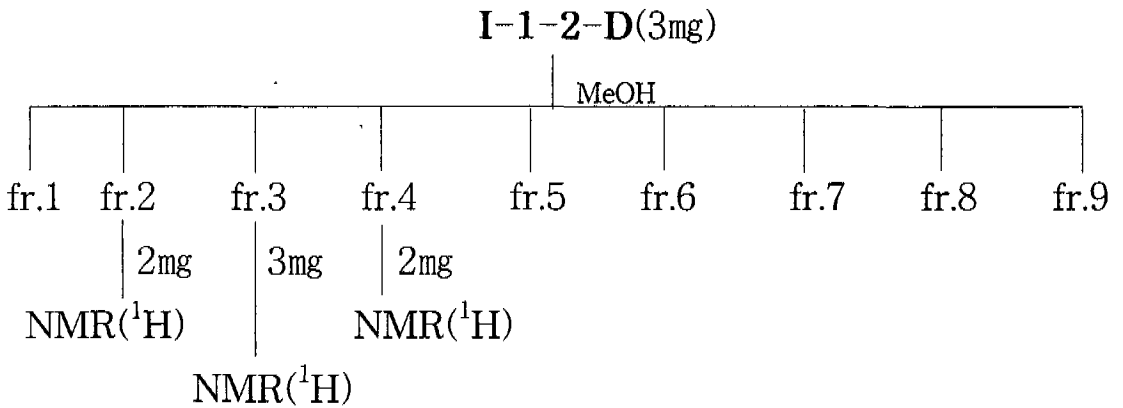 I-1-2-D(3㎎)
MeOH
fr.1 fr.2 fr.3 fr.4 fr.5 fr.6 fr.7 fr.8 fr.9
2㎎ 3㎎ 2㎎
NMR(¹H) NMR(¹H)
NMR(¹H)